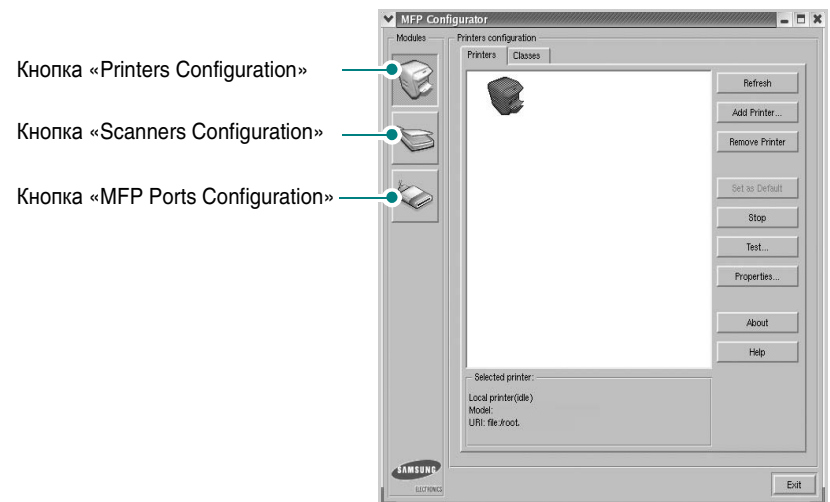 MFP Configurator
Modules
Printers configuration
Printers
Classes
Кнопка «Printers Configuration»
Кнопка «Scanners Configuration»
Кнопка «MFP Ports Configuration»
Refresh
Add Printer...
Remove Printer
Set as Default
Stop
Test...
Properties...
About
Help
Selected printer:
Local printer(idle)
Model:
URI: file:/root.
SAMSUNG
ELECTRONICS
Exit